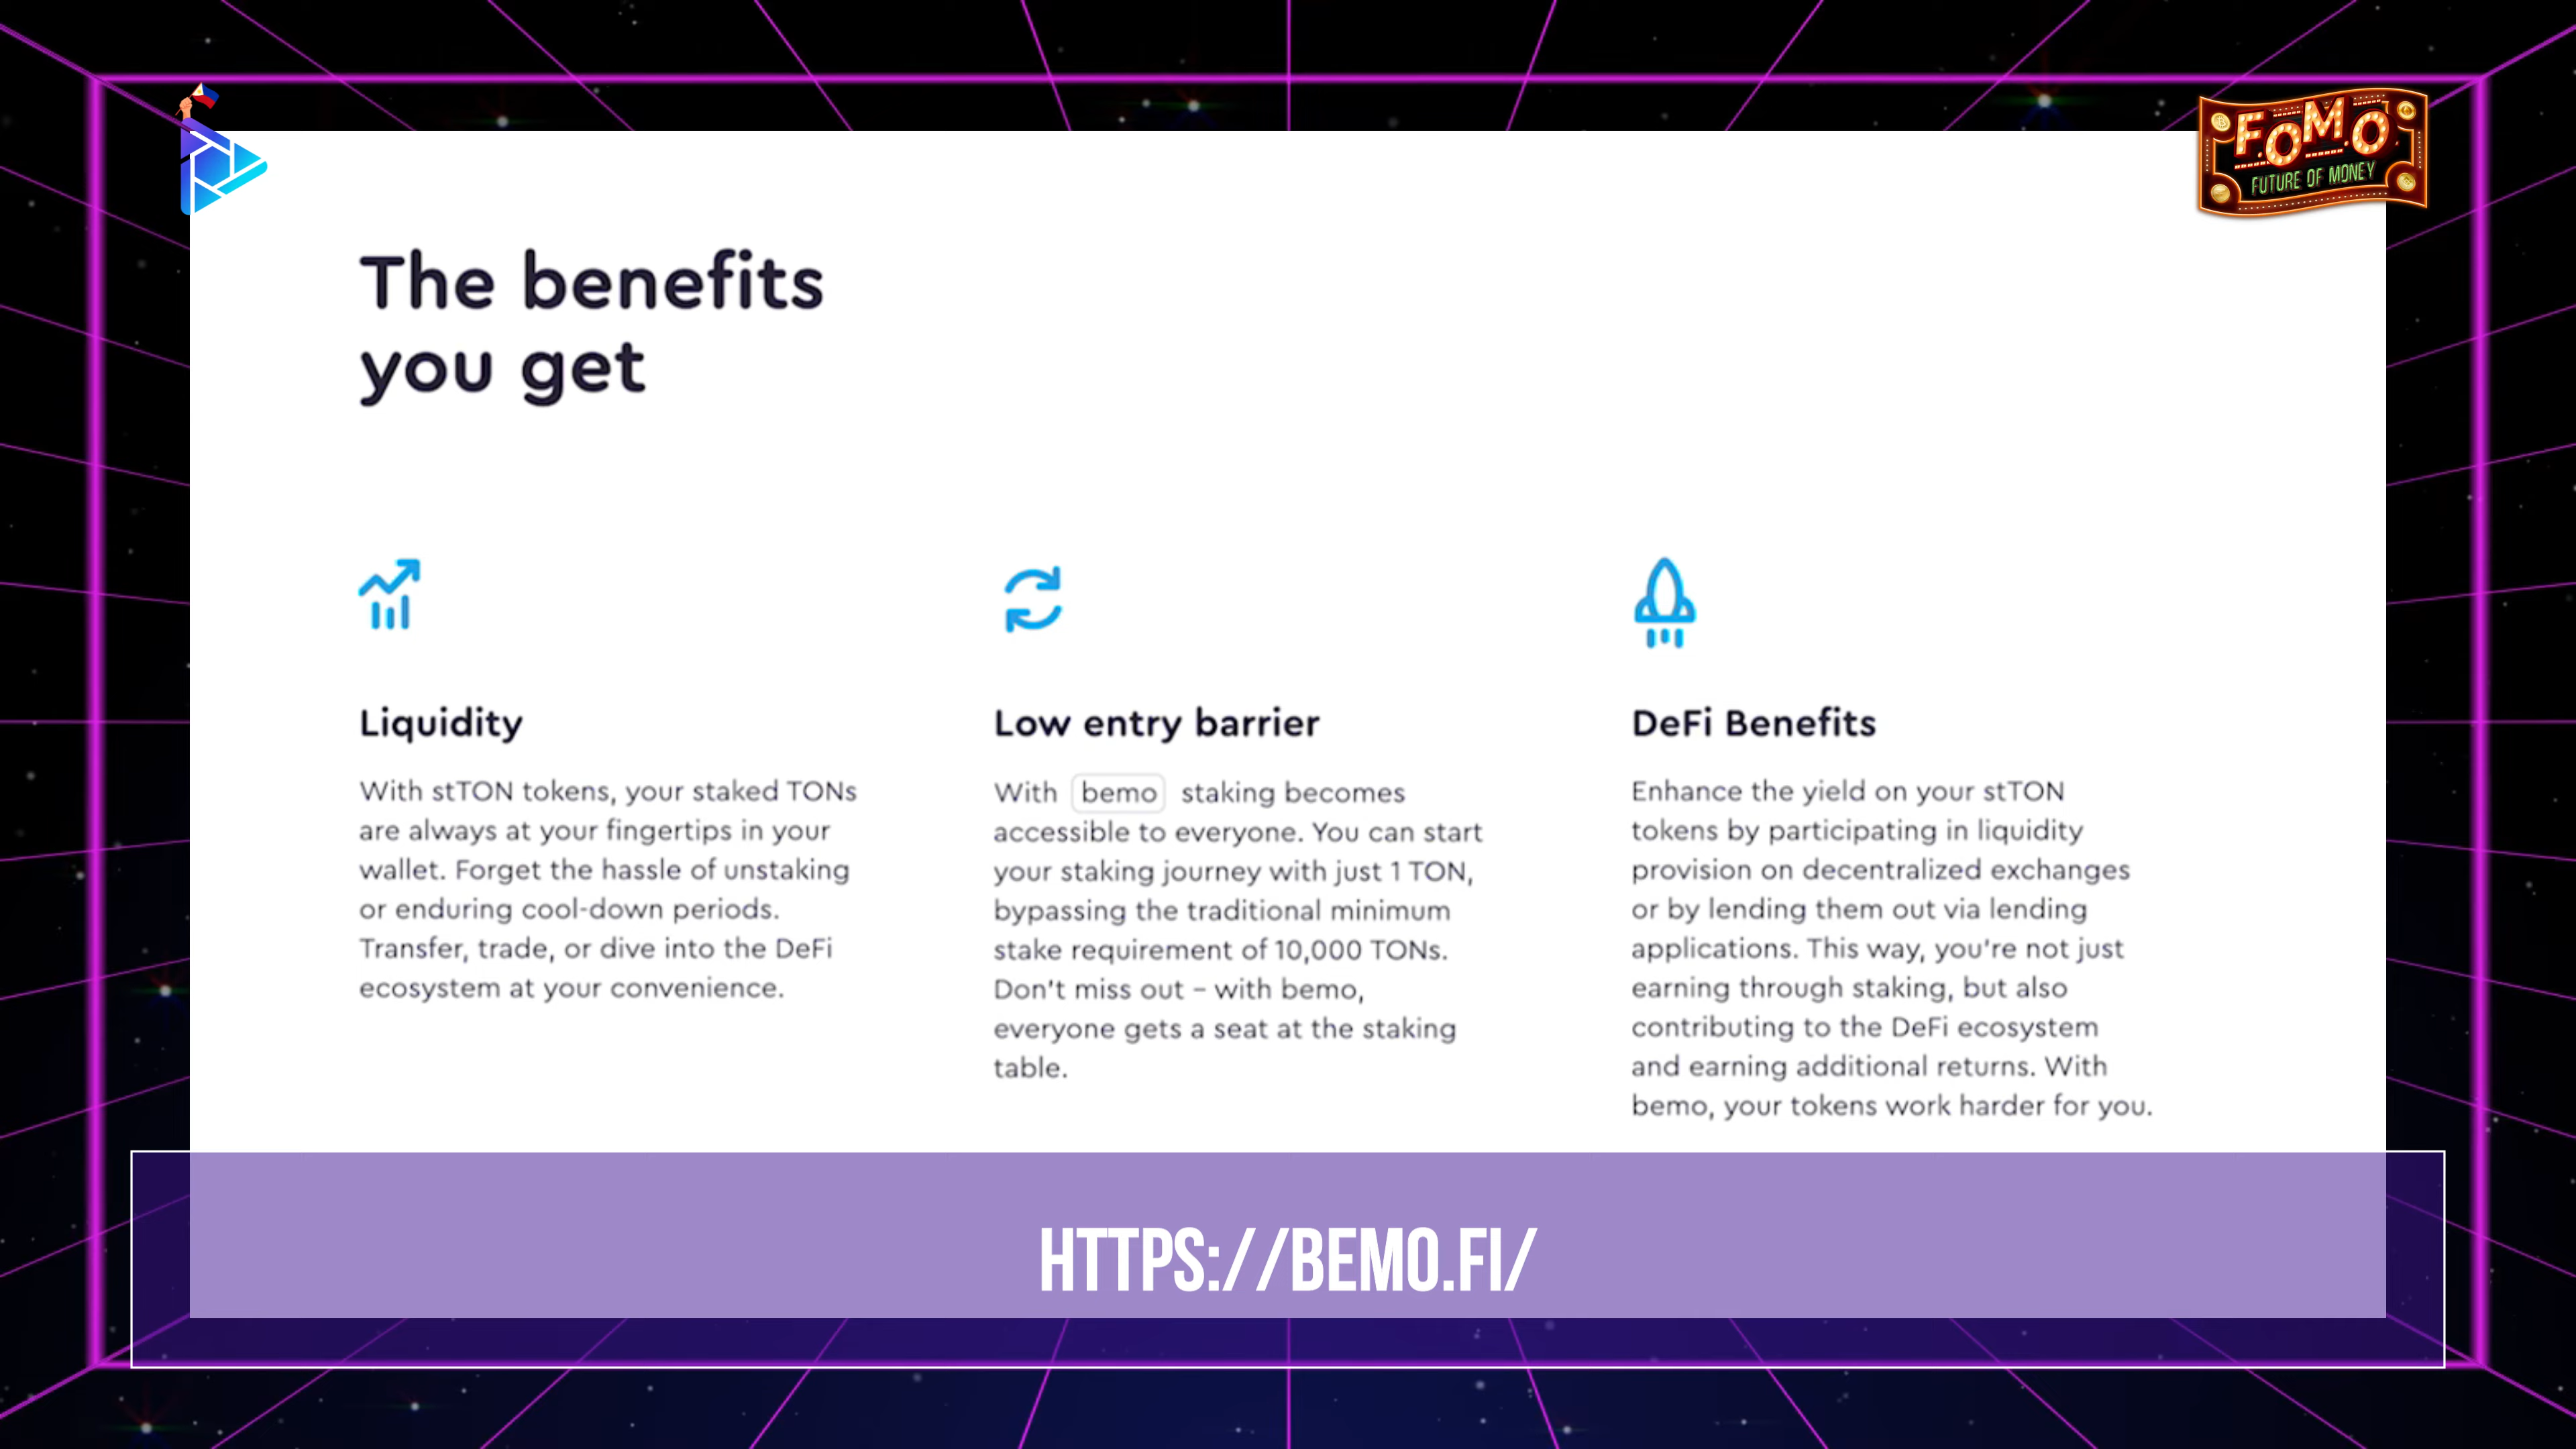 F.O.M.O.
FUTURE OF MONEY
The benefits
you get
Liquidity
With stTON tokens, your staked TONs
are always at your fingertips in your
wallet. Forget the hassle of unstaking
or enduring cool-down periods.
Transfer, trade, or dive into the DeFi
ecosystem at your convenience.
Low entry barrier
With bemo staking becomes
accessible to everyone. You can start
your staking journey with just 1 TON,
bypassing the traditional minimum
stake requirement of 10,000 TONs.
Don't miss out – with bemo,
everyone gets a seat at the staking
table.
DeFi Benefits
Enhance the yield on your stTON
tokens by participating in liquidity
provision on decentralized exchanges
or by lending them out via lending
applications. This way, you're not just
earning through staking, but also
contributing to the DeFi ecosystem
and earning additional returns. With
bemo, your tokens work harder for you.
HTTPS://BEMO.FI/